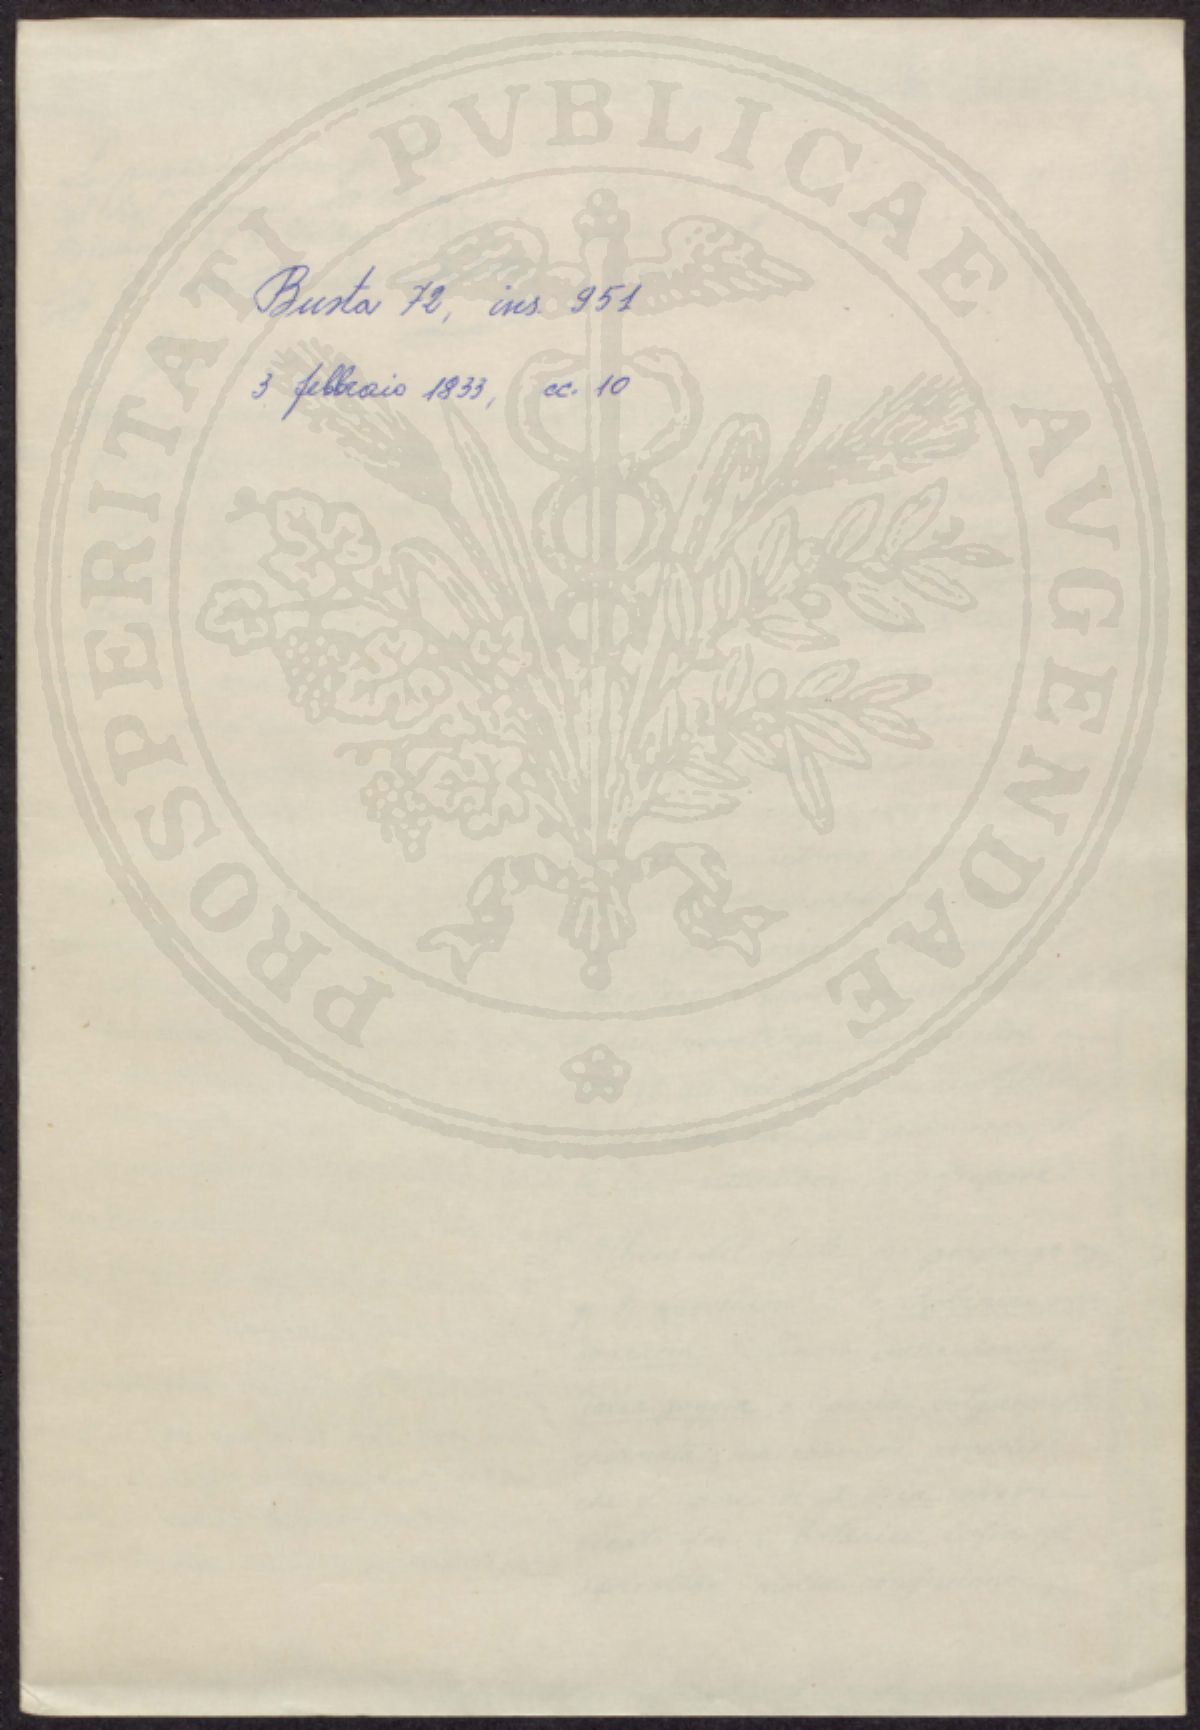 PROSPERITATI PVBLICAE AVGENDAE
Busta 72, ins. 951
3 febbraio 1833, cc. 10